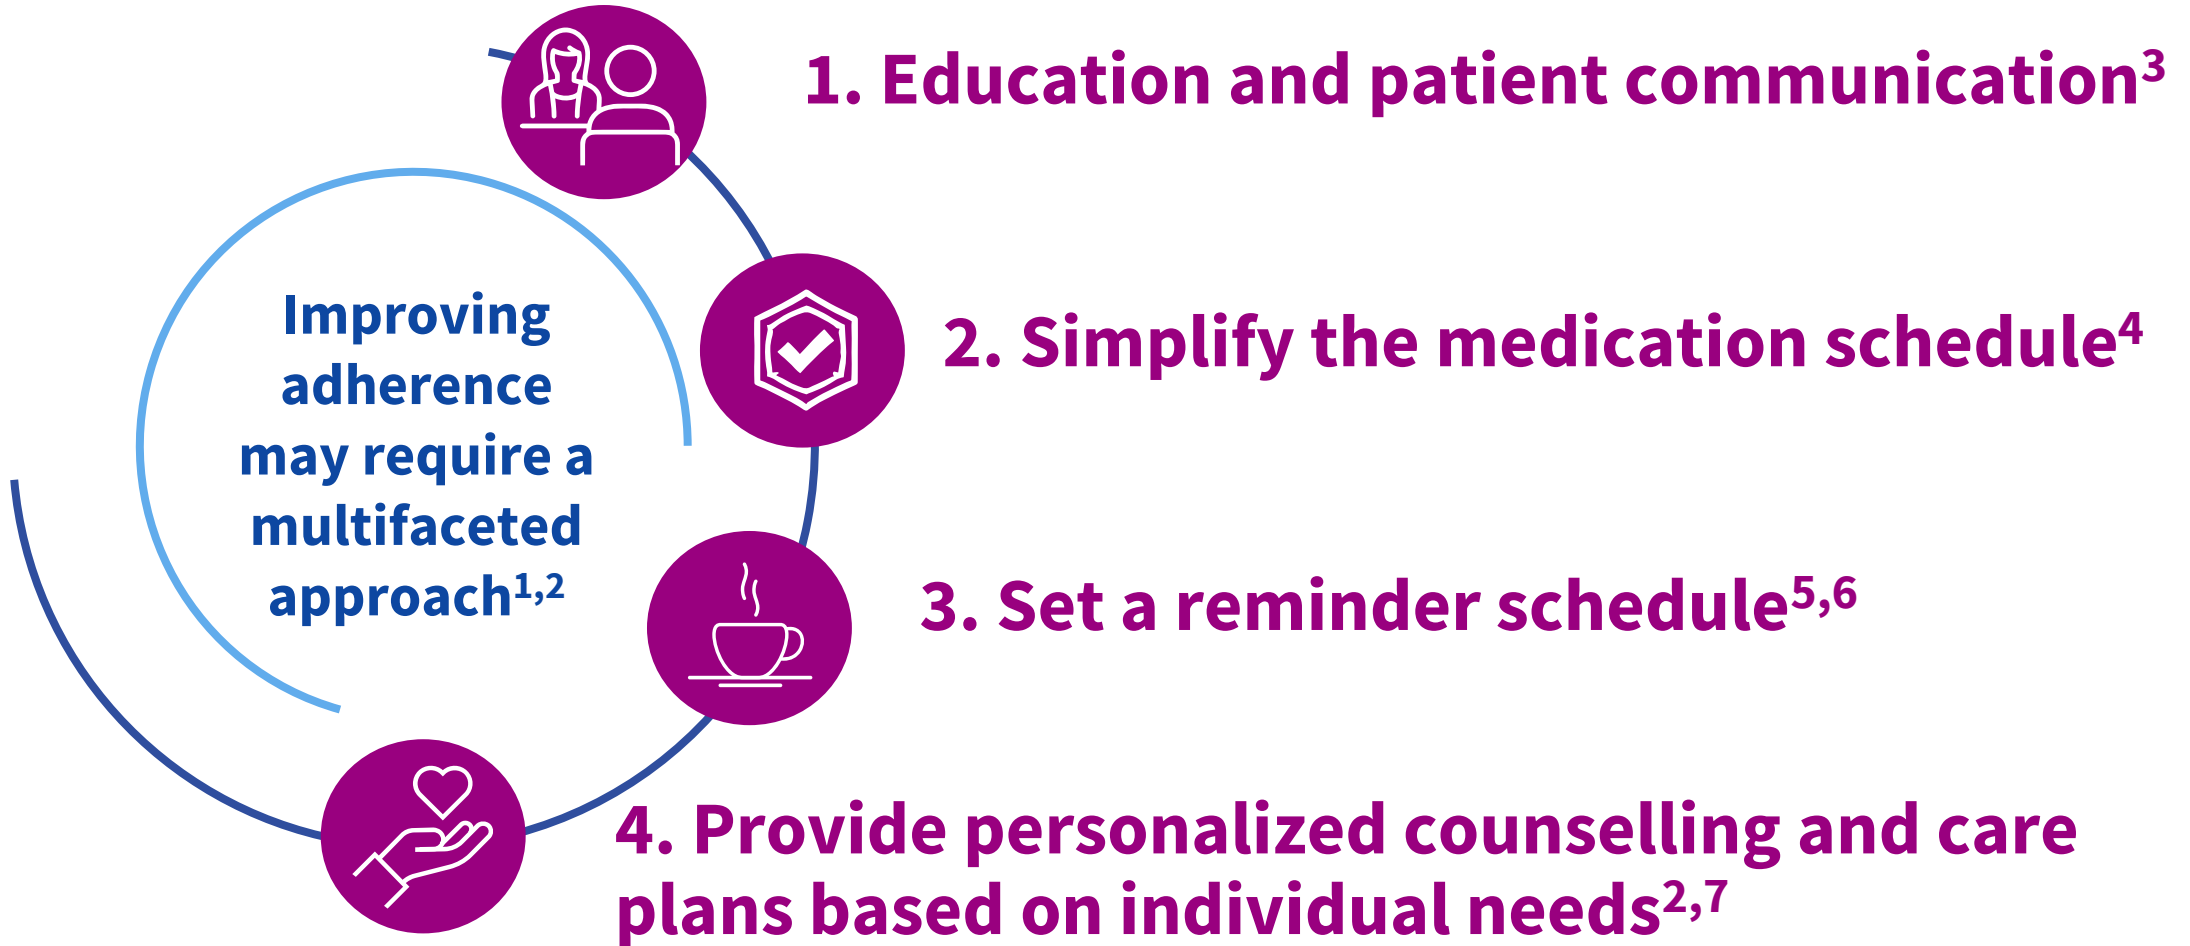 Improving
adherence
may require a
multifaceted
approach1,2
1. Education and patient communication3
2. Simplify the medication schedule4
3. Set a reminder schedule5,6
4. Provide personalized counselling and care
plans based on individual needs2,7